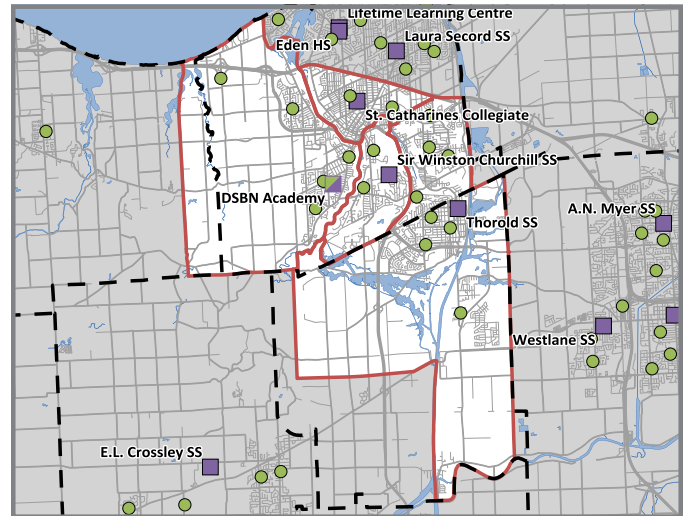 Lifetime Learning Centre
Laura Secord SS
Eden HS
St. Catharines Collegiate
Sir Winston Churchill SS
DSBN Academy
A.N. Myer SS
Thorold SS
Westlane SS
E.L. Crossley SS